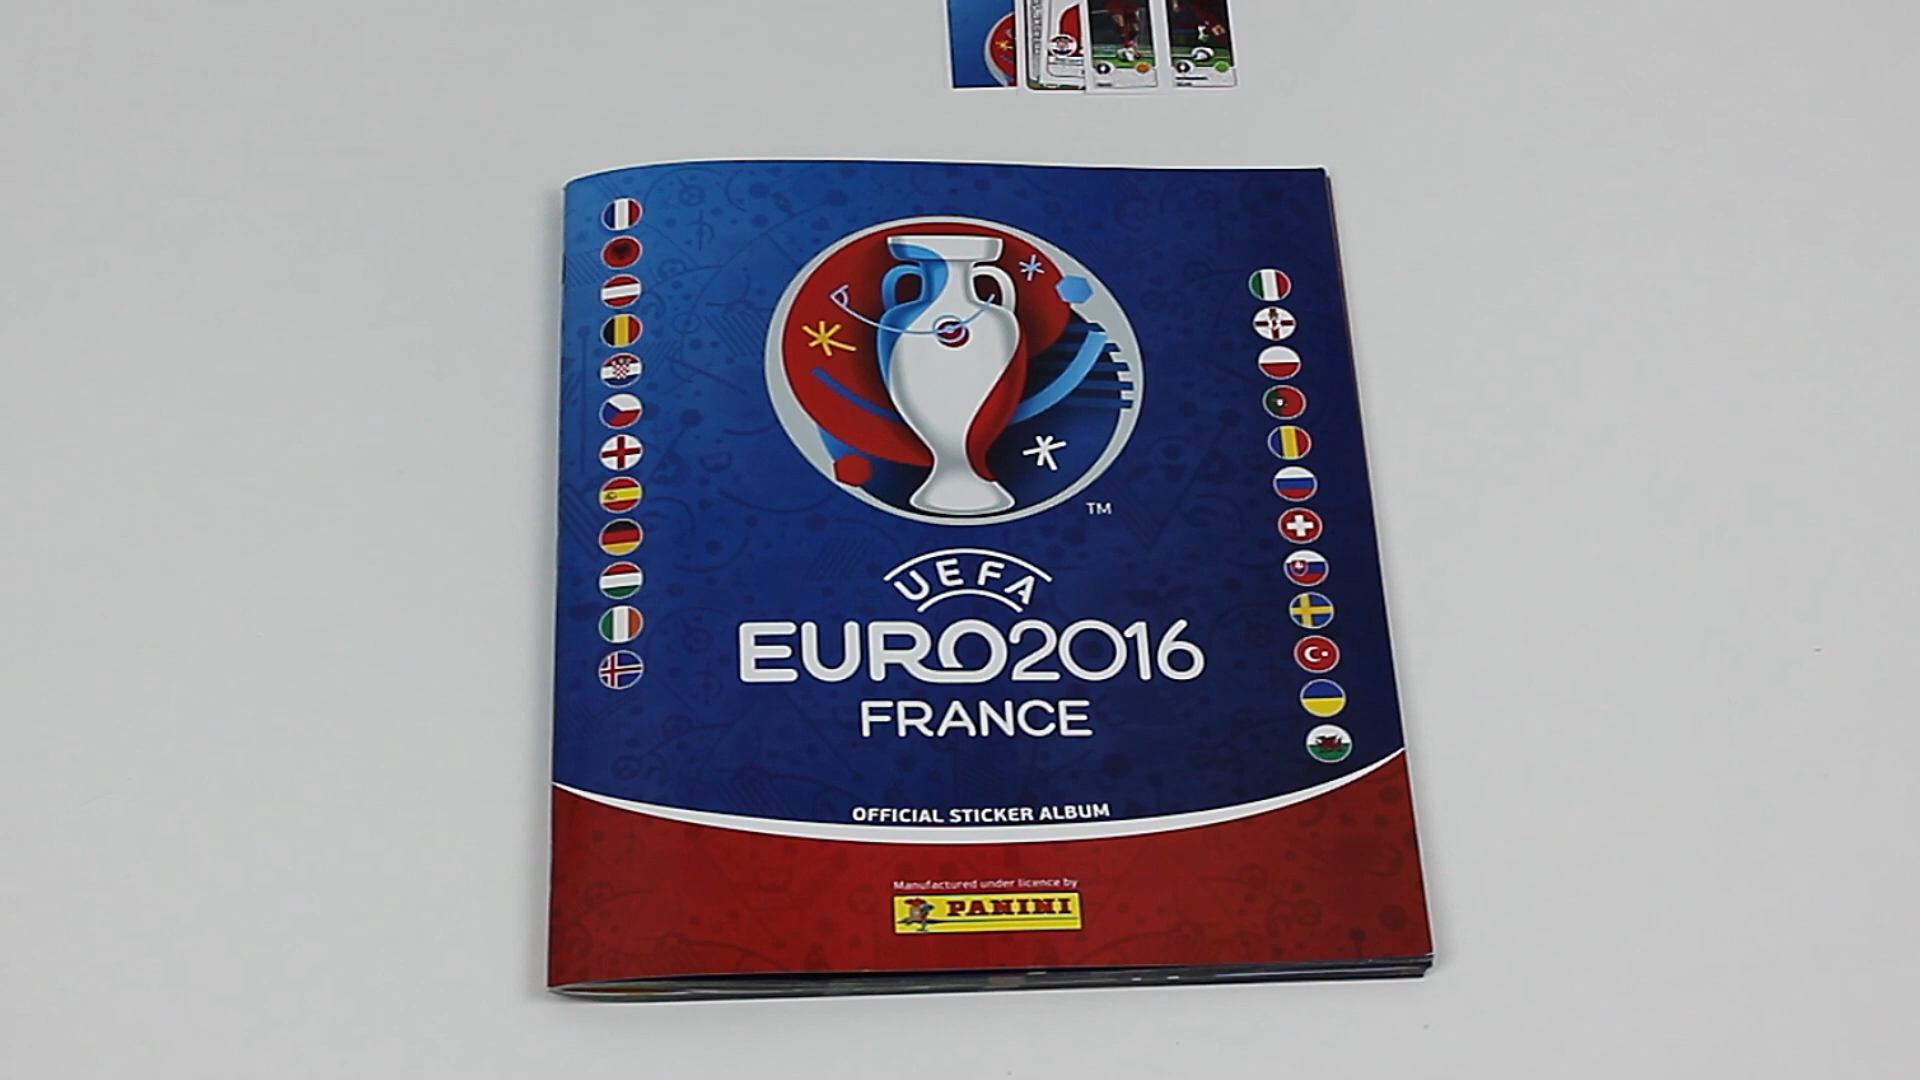 TM
UEFA
EURO2016
FRANCE
OFFICIAL STICKER ALBUM
Manufactured under licence by
PANINI